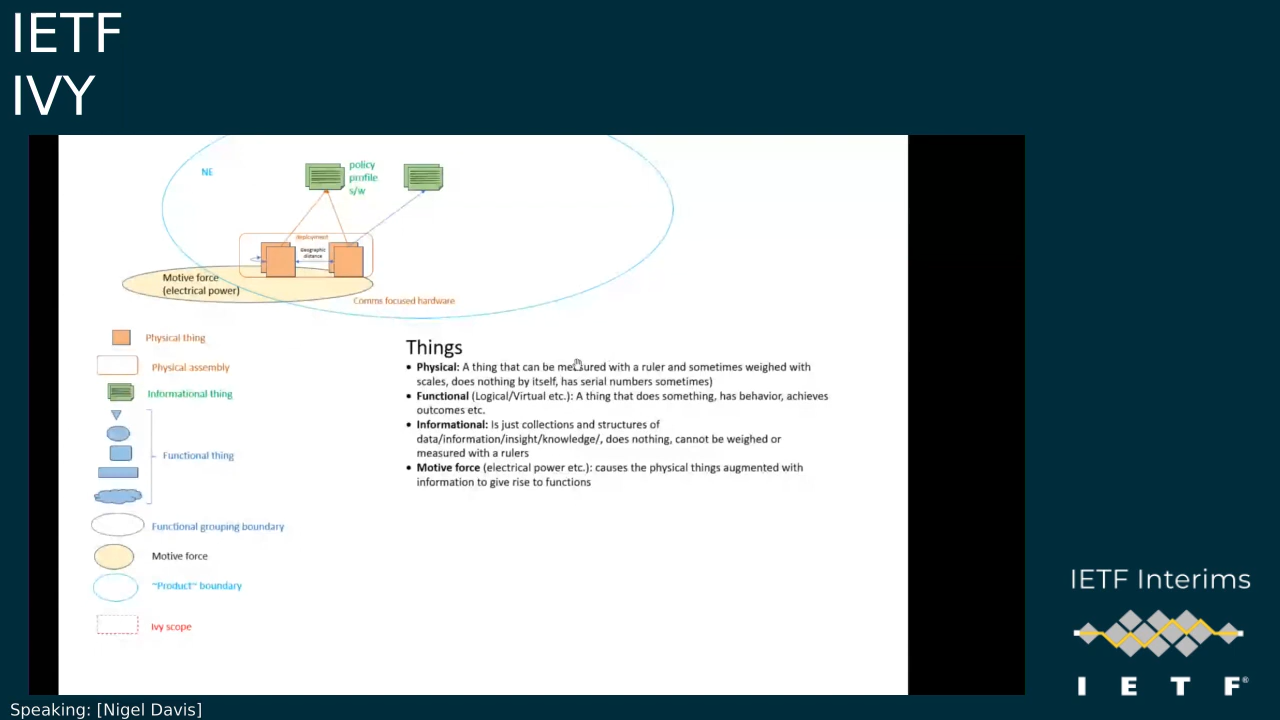 IETF
IVY
NE
policy
profile
s/w
deployment
Geographic
distance
Motive force
(electrical power)
Comms focused hardware
Physical thing
Physical assembly
Informational thing
Functional thing
Functional grouping boundary
Motive force
~Product~ boundary
Ivy scope
Things
• Physical: A thing that can be measured with a ruler and sometimes weighed with
scales, does nothing by itself, has serial numbers sometimes)
• Functional (Logical/Virtual etc.): A thing that does something, has behavior, achieves
outcomes etc.
• Informational: Is just collections and structures of
data/information/insight/knowledge/, does nothing, cannot be weighed or
measured with a rulers
• Motive force (electrical power etc.): causes the physical things augmented with
information to give rise to functions
IETF Interims
I E T F®
Speaking: [Nigel Davis]